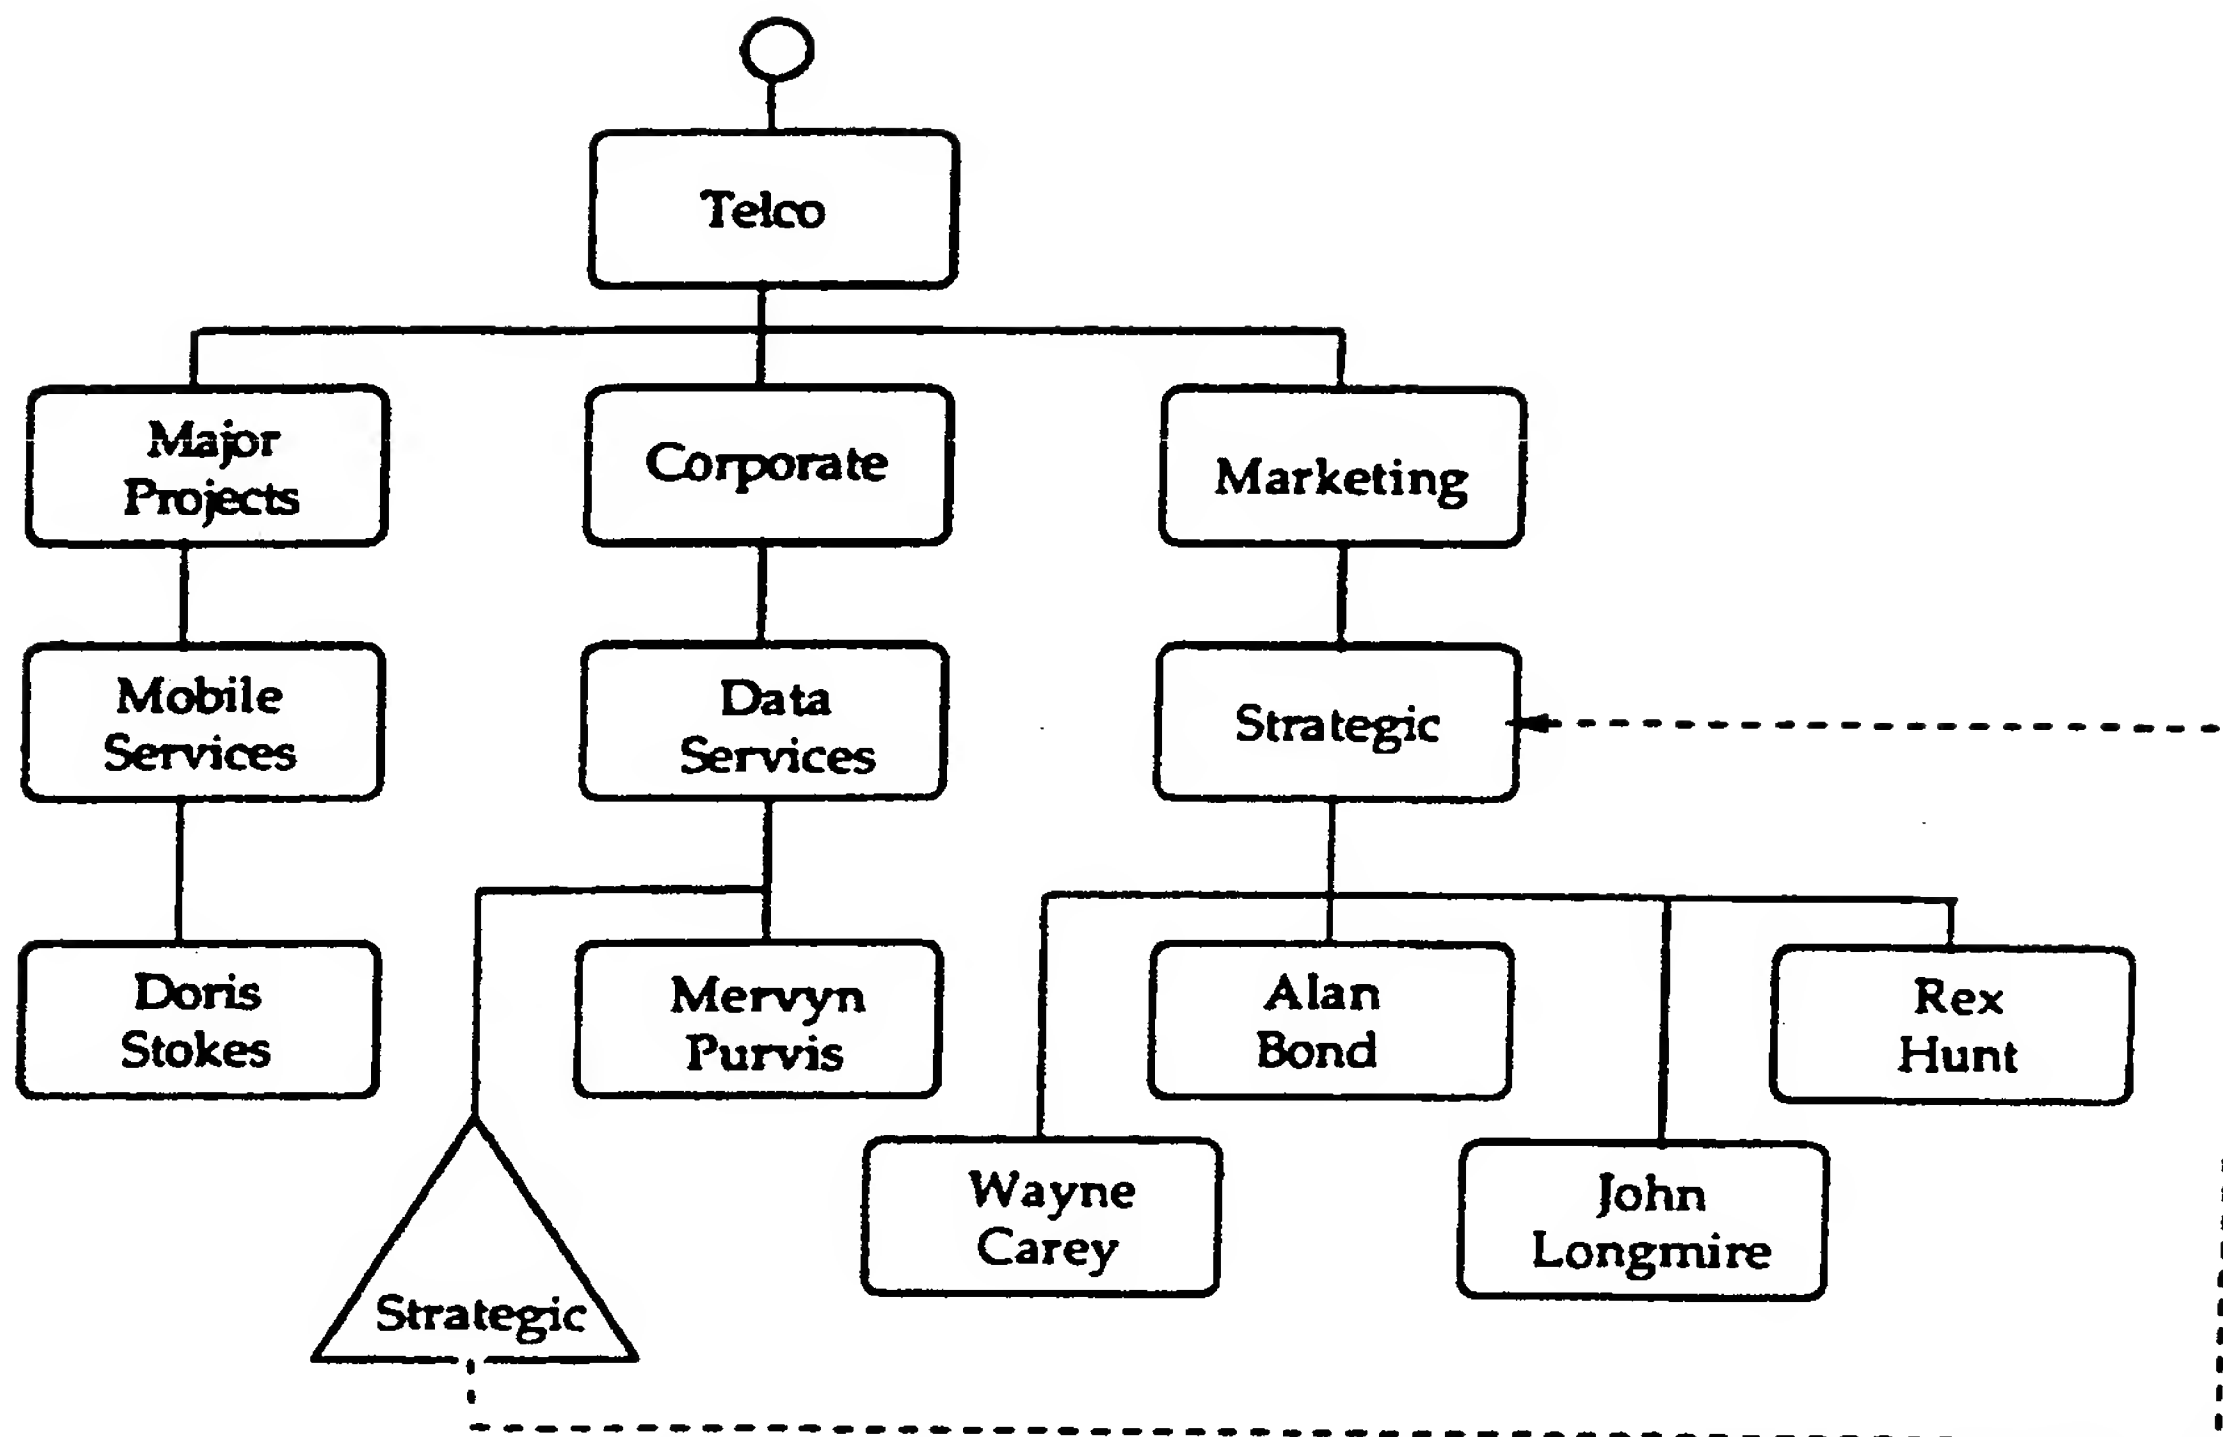 Telco
Major
Projects
Corporate
Marketing
Mobile
Services
Data
Services
Strategic
Doris
Stokes
Mervyn
Purvis
Alan
Bond
Rex
Hunt
Wayne
Carey
John
Longmire
Strategic